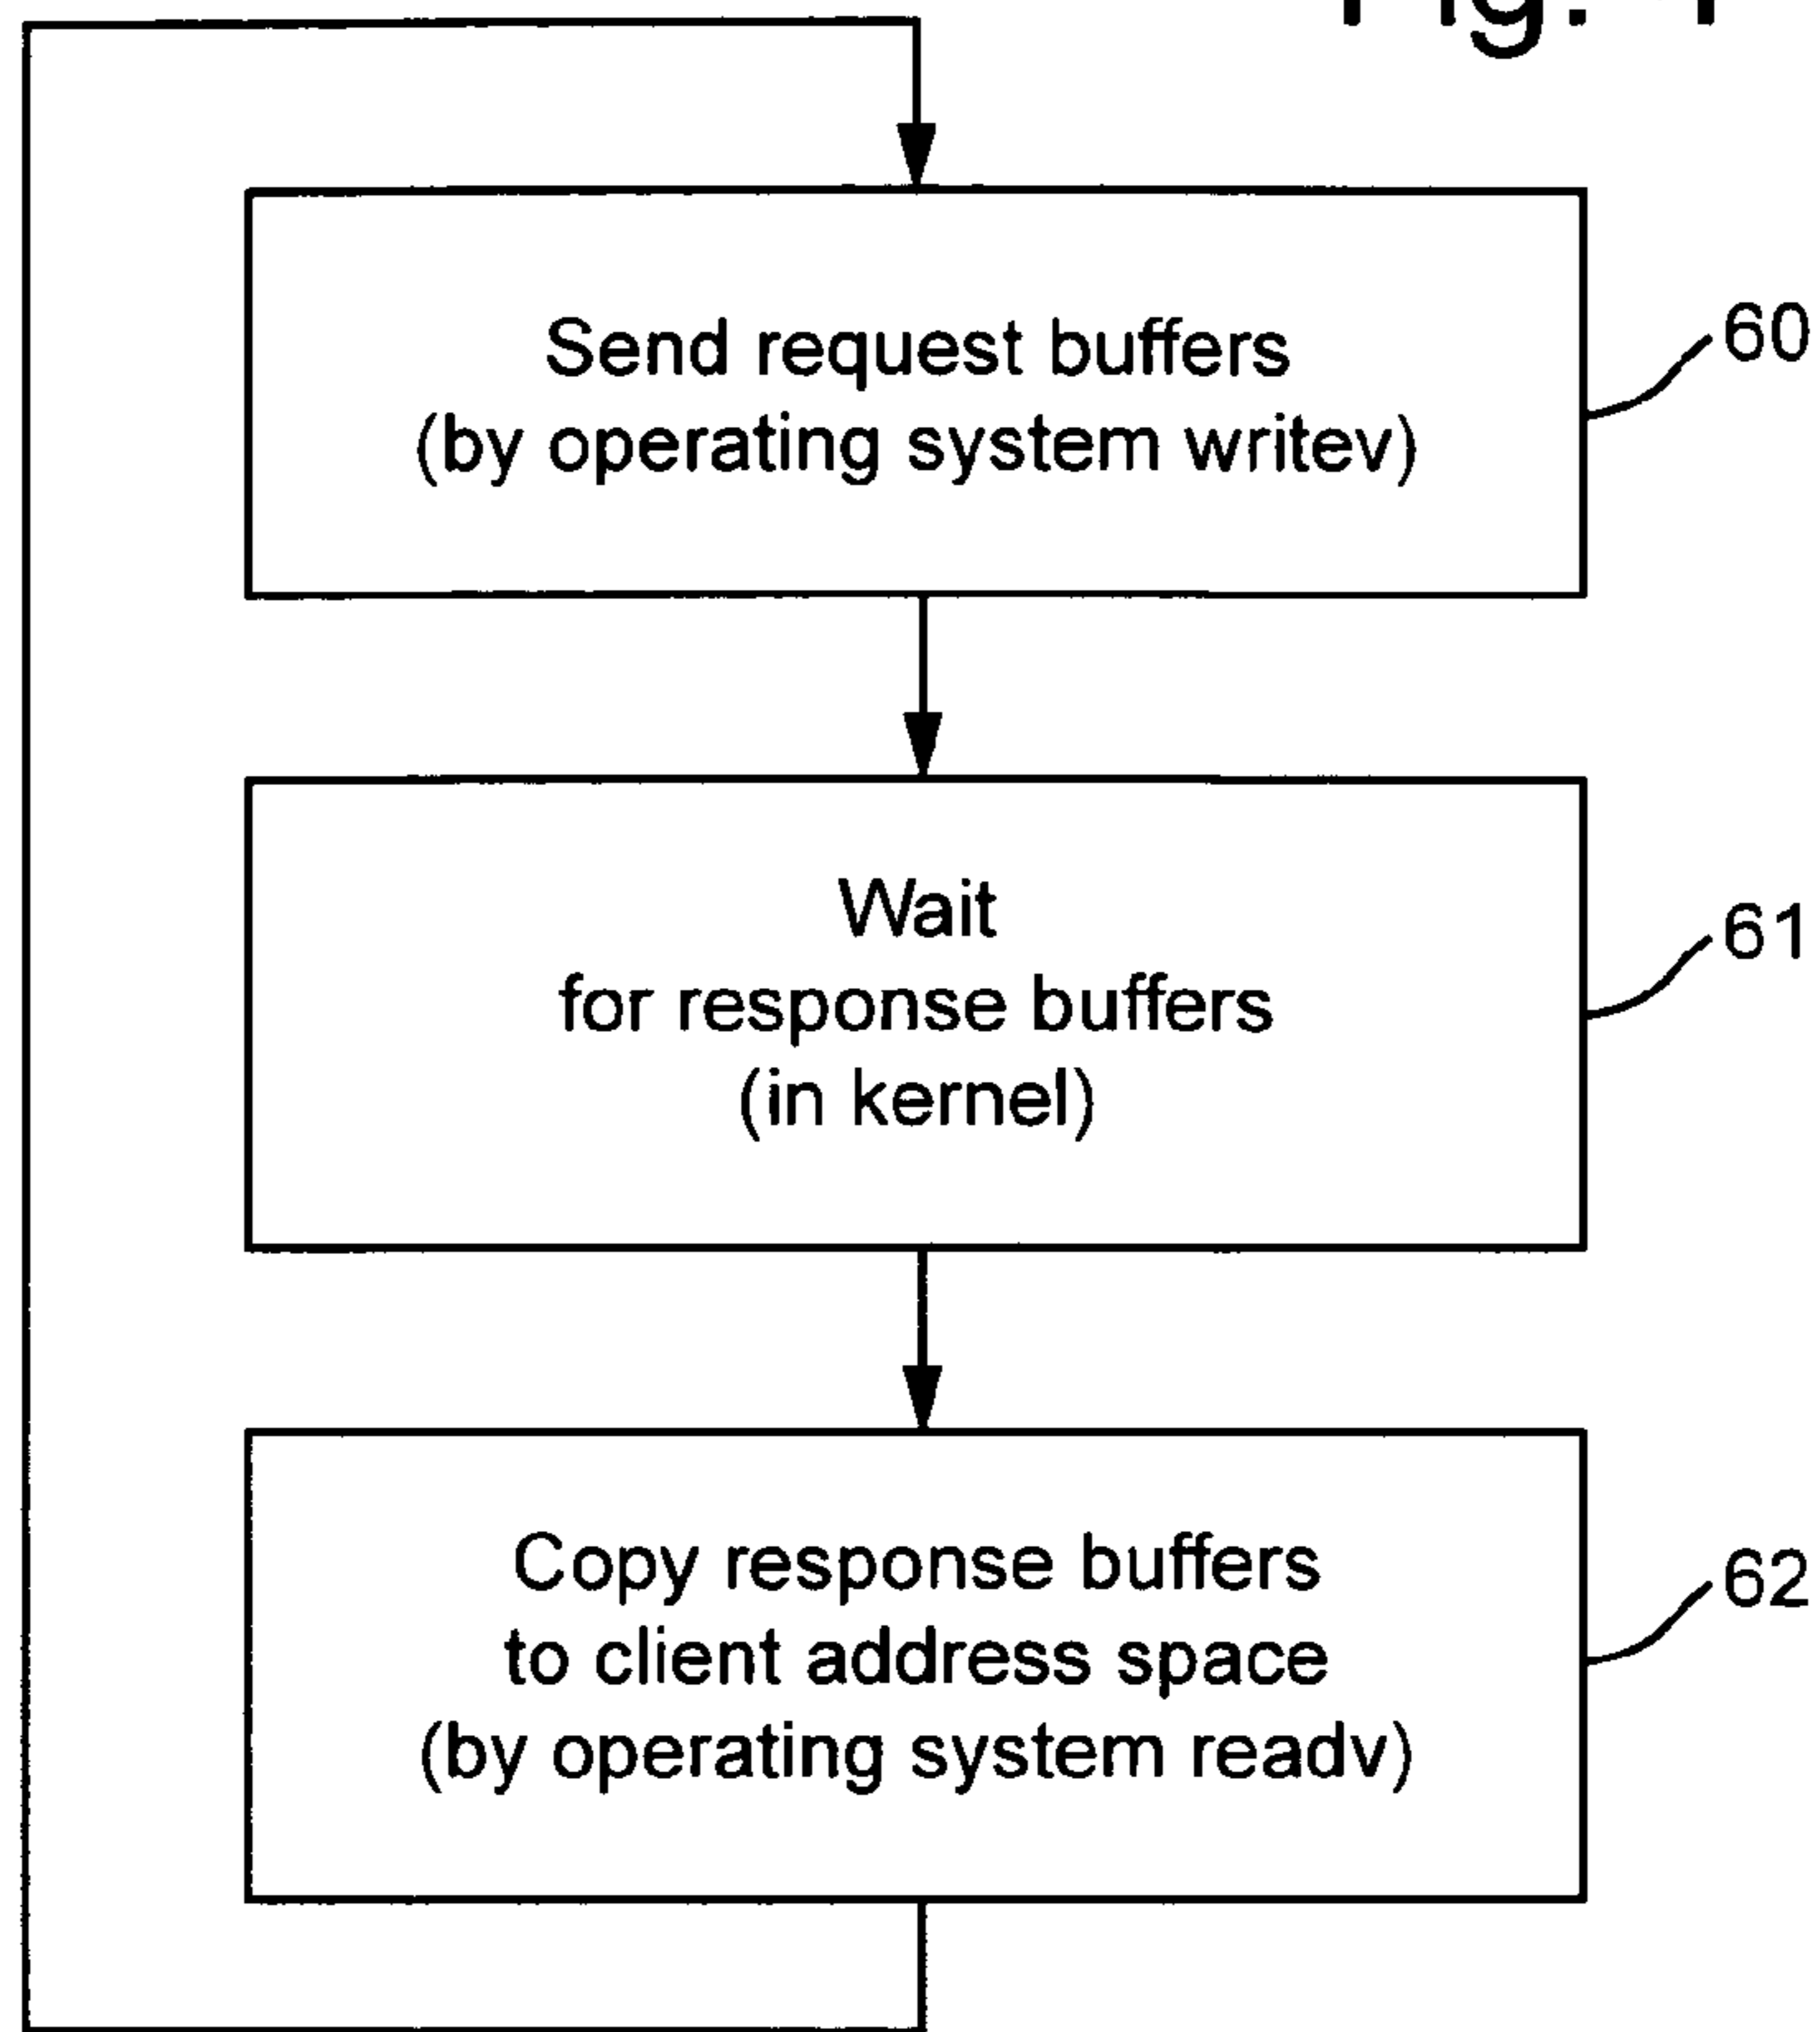 Fig.
Send request buffers
(by operating system writev)
60
Wait
for response buffers
(in kernel)
61
Copy response buffers
to client address space
(by operating system readv)
62